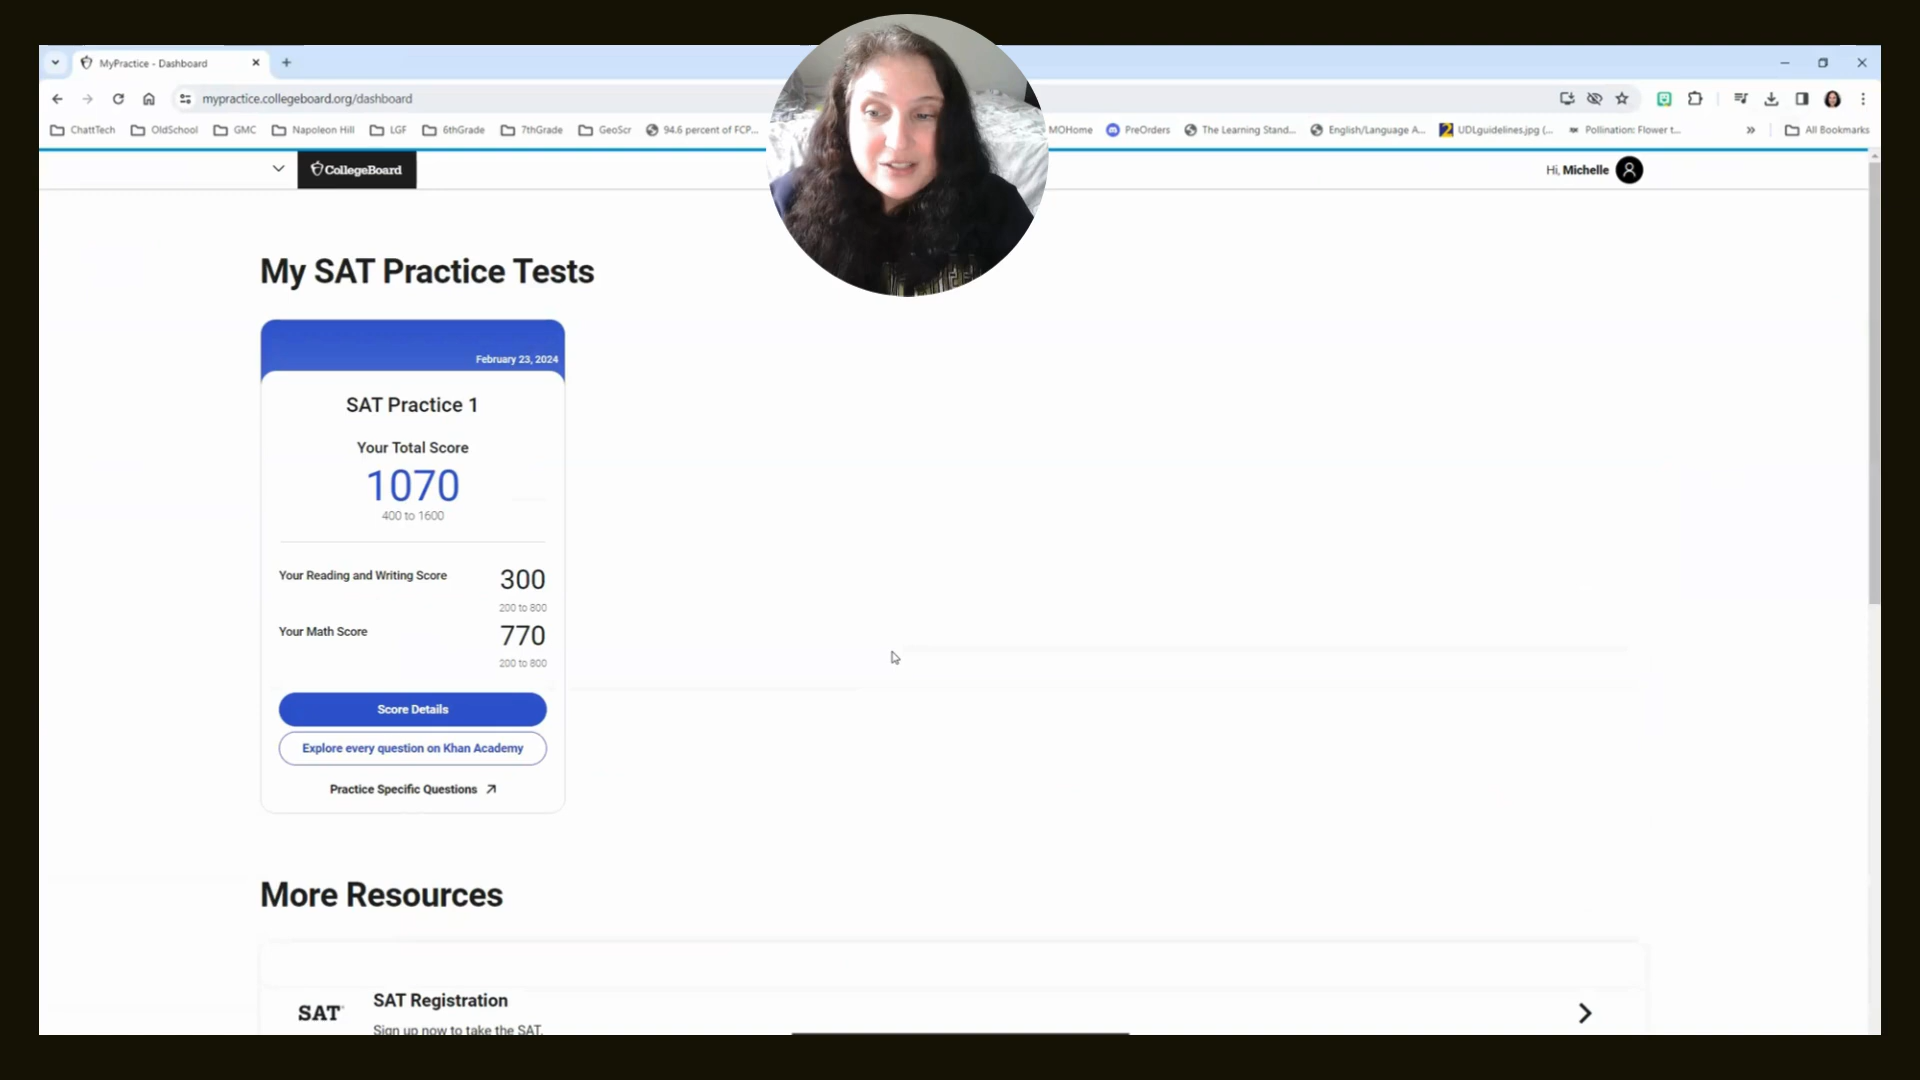 MyPractice - Dashboard
mypractice.collegeboard.org/dashboard
ChattTech OldSchool GMC Napoleon Hill LGF 6thGrade 7thGrade GeoScr 94.6 percent of FCP... MOHome PreOrders The Learning Stand... English/Language A... UDLguidelines.jpg (... Pollination: Flower t... » All Bookmarks
CollegeBoard
Hi, Michelle
My SAT Practice Tests
February 23, 2024
SAT Practice 1
Your Total Score
1070
400 to 1600
Your Reading and Writing Score 300
200 to 800
Your Math Score 770
200 to 800
Score Details
Explore every question on Khan Academy
Practice Specific Questions
More Resources
SAT
SAT Registration
Sign up now to take the SAT.